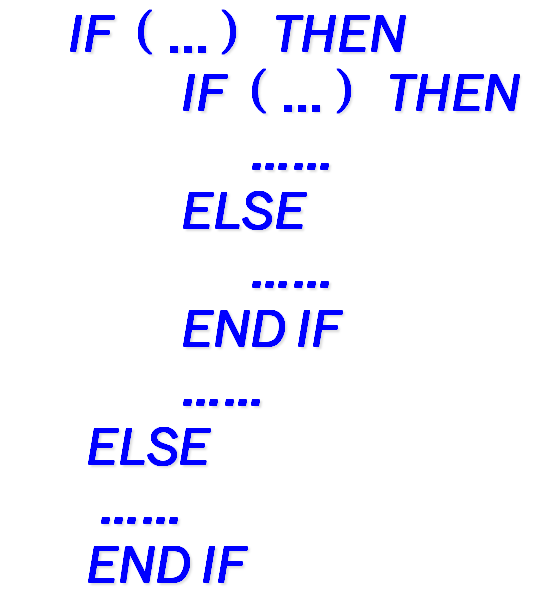 IF（ ... ） THEN
IF（ ... ） THEN
……
ELSE
……
END IF
……
ELSE
……
END IF